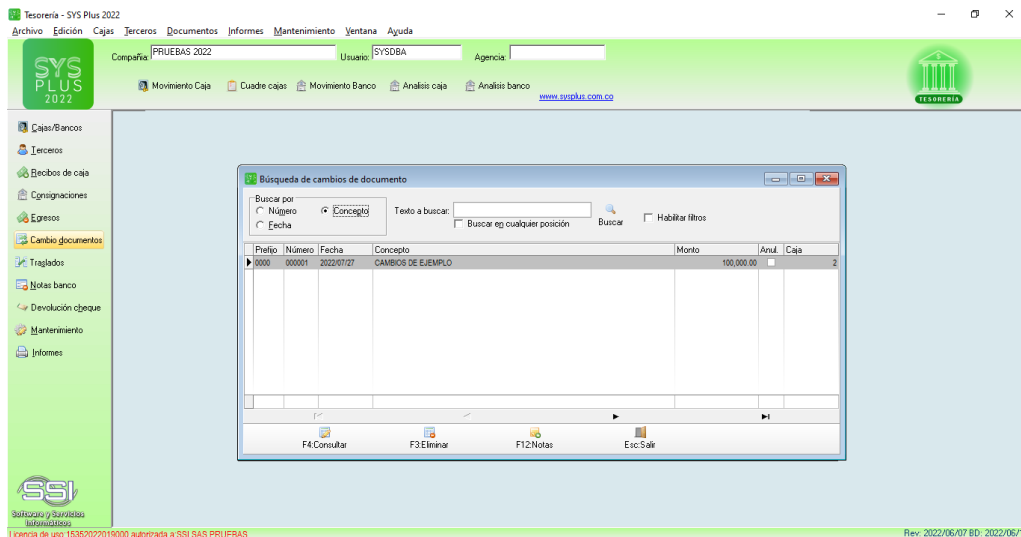 Tesorería - SYS Plus 2022
Archivo Edición Cajas Terceros Documentos Informes Mantenimiento Ventana Ayuda
SYS
PLUS
2022
Compañia: PRUEBAS 2022 Usuario: SYSDBA Agencia:
Movimiento Caja Cuadre cajas Movimiento Banco Analisis caja Analisis banco
www.sysplus.com.co
TESORERÍA
Cajas/Bancos
Terceros
Recibos de caja
Consignaciones
Egresos
Cambio documentos
Traslados
Notas banco
Devolución cheque
Mantenimiento
Informes
Búsqueda de cambios de documento
Buscar por
Número Concepto
Fecha
Texto a buscar:
Buscar en cualquier posición
Buscar
Habilitar filtros
Prefijo Número Fecha Concepto Monto Anul. Caja
0000 000001 2022/07/27 CAMBIOS DE EJEMPLO 100,000.00 2
F4:Consultar F3:Eliminar F12:Notas Esc:Salir
SSI
Software y Servicios
Informáticos
Licencia de uso:15352022019000 autorizada a:SSI SAS PRUEBAS
Rev: 2022/06/07 BD: 2022/06/